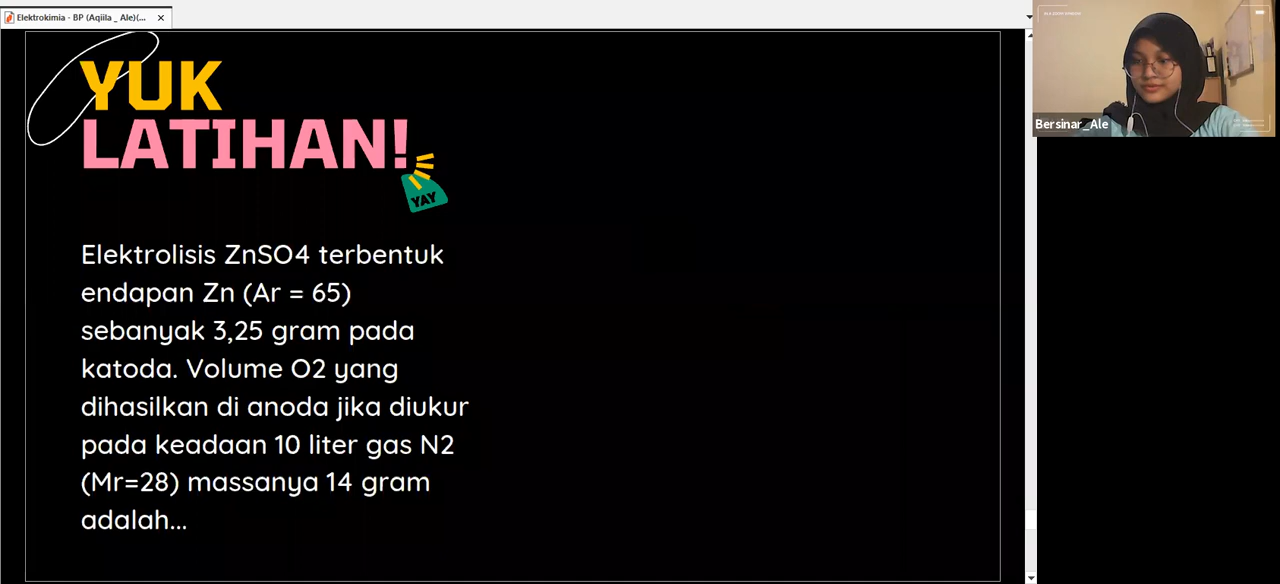 Elektrokimia - BP (Aqiila _ Ale)(...
YUK
LATIHAN!
YAY
Elektrolisis ZnSO4 terbentuk
endapan Zn (Ar = 65)
sebanyak 3,25 gram pada
katoda. Volume O2 yang
dihasilkan di anoda jika diukur
pada keadaan 10 liter gas N2
(Mr=28) massanya 14 gram
adalah...
Bersinar_Ale